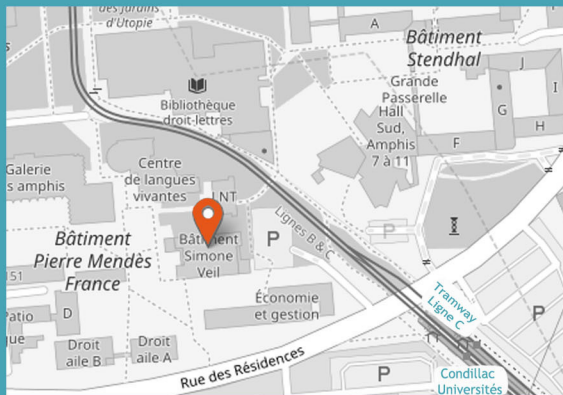 des Jardins
d'Utopie
A
Bâtiment
Stendhal
J
I
G
H
F
Grande
Passerelle
Hall
Sud,
Amphis
7 à 11
Bibliothèque
droit-lettres
Galerie
s amphis
Centre
de langues
vivantes
Lignes B & C
P
P
Bâtiment
Simone
Veil
Bâtiment
Pierre Mendès
France
151
Économie
et gestion
Tramway
Ligne C
P
Patio
gue
D
Droit
aile B
Droit
aile A
Rue des Résidences
P
Condillac
Universités